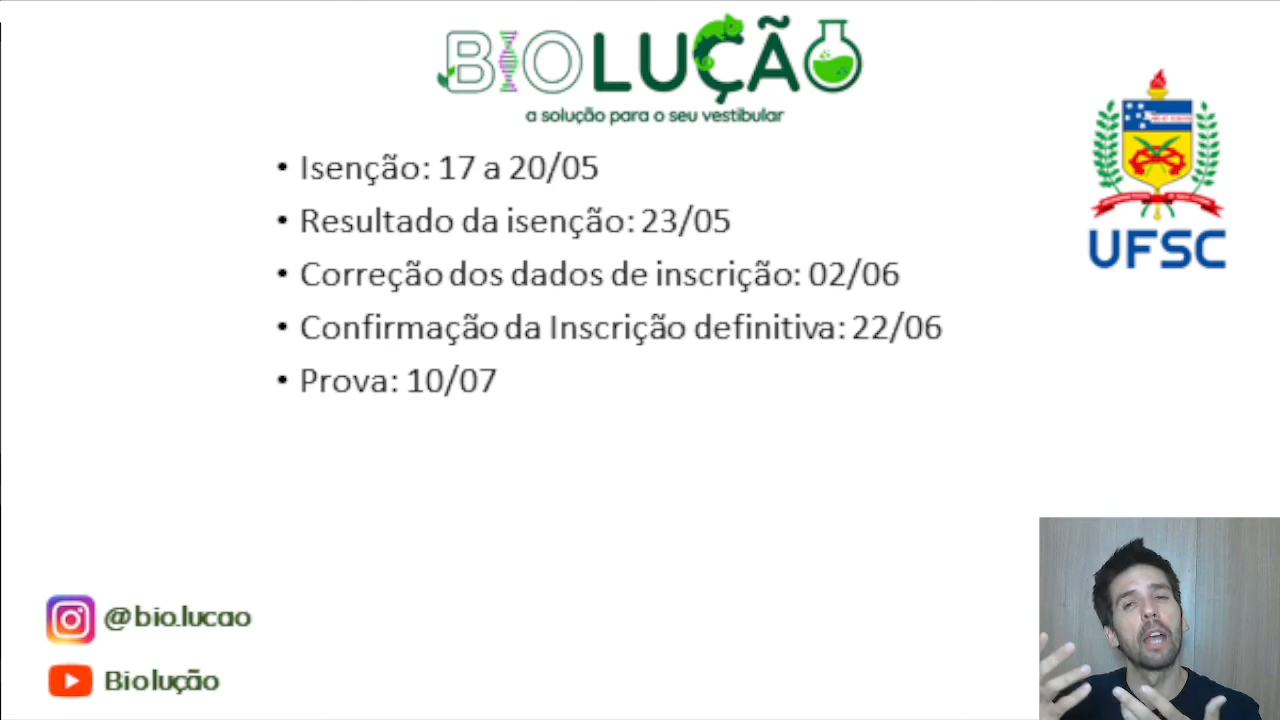 BIOLUÇÃO
a solução para o seu vestibular
• Isenção: 17 a 20/05
• Resultado da isenção: 23/05
• Correção dos dados de inscrição: 02/06
• Confirmação da Inscrição definitiva: 22/06
• Prova: 10/07
UFSC
@bio.lucao
Biolução